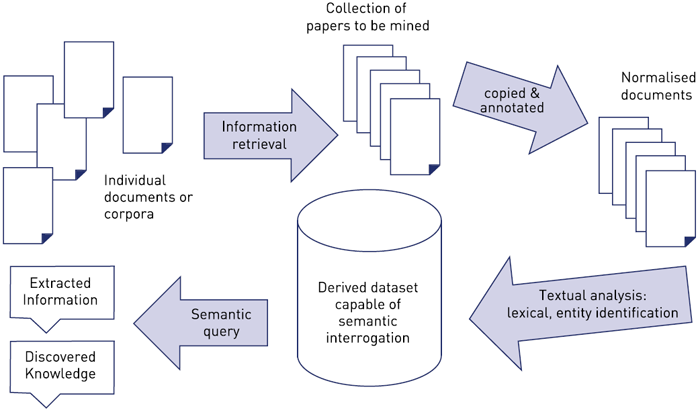 Collection of
papers to be mined
Individual
documents or
corpora
Information
retrieval
copied &
annotated
Normalised
documents
Textual analysis:
lexical, entity identification
Derived dataset
capable of
semantic
interrogation
Semantic
query
Extracted
Information
Discovered
Knowledge